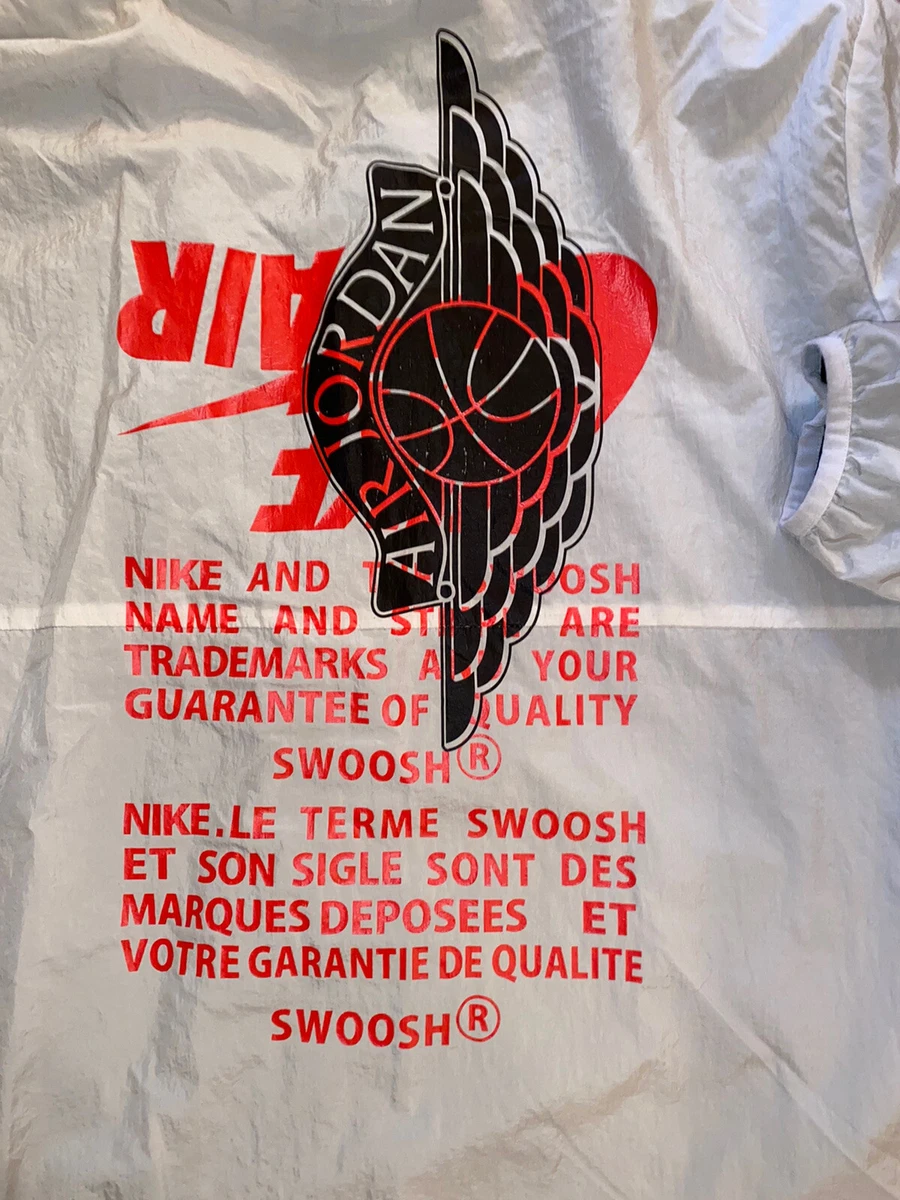 AIR JORDAN
AIR
NIKE AND
NAME AND ARE
TRADEMARKS YOUR
GUARANTEE OF QUALITY
SWOOSH®
NIKE.LE TERME SWOOSH
ET SON SIGLE SONT DES
MARQUES DEPOSEES ET
VOTRE GARANTIE DE QUALITE
SWOOSH®